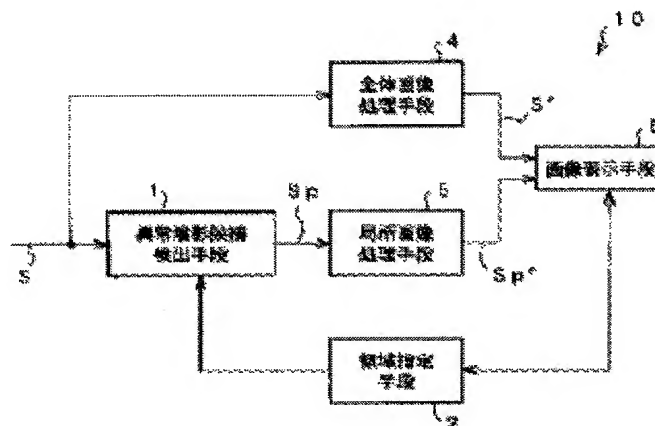 10
4
全体画像
処理手段
S'
画像表示手段
1
Sp
5
異常陰影候補
検出手段
局所画像
処理手段
S
Sp'
領域指定
手段
2